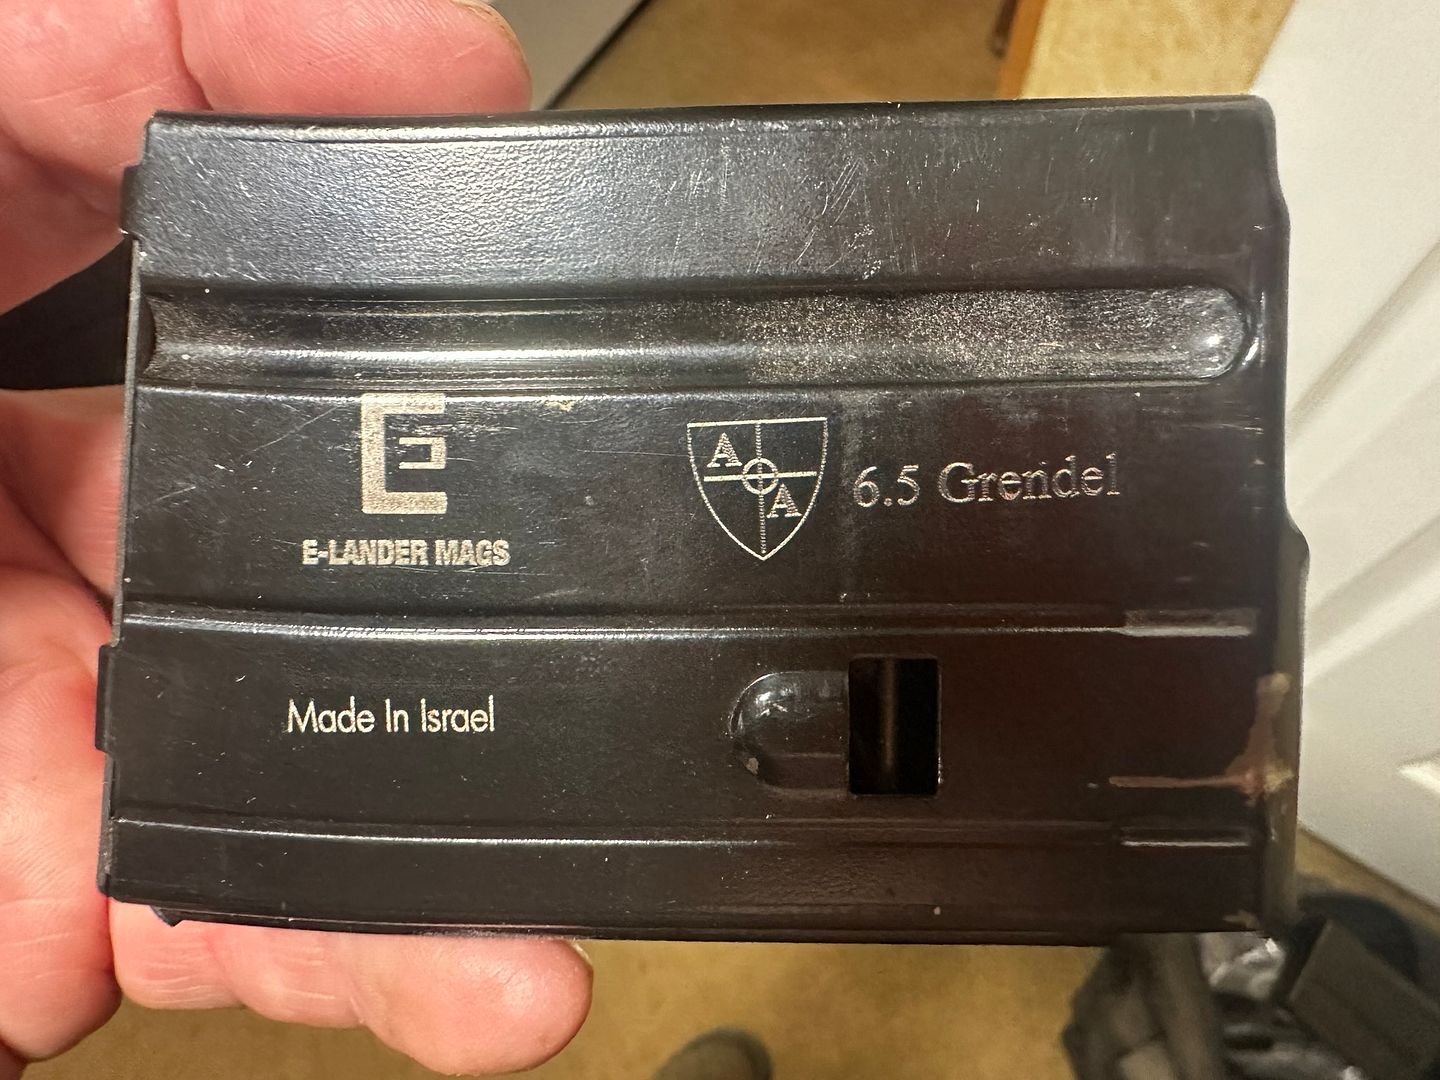 E
E-LANDER MAGS
A
A
6.5 Grendel
Made In Israel